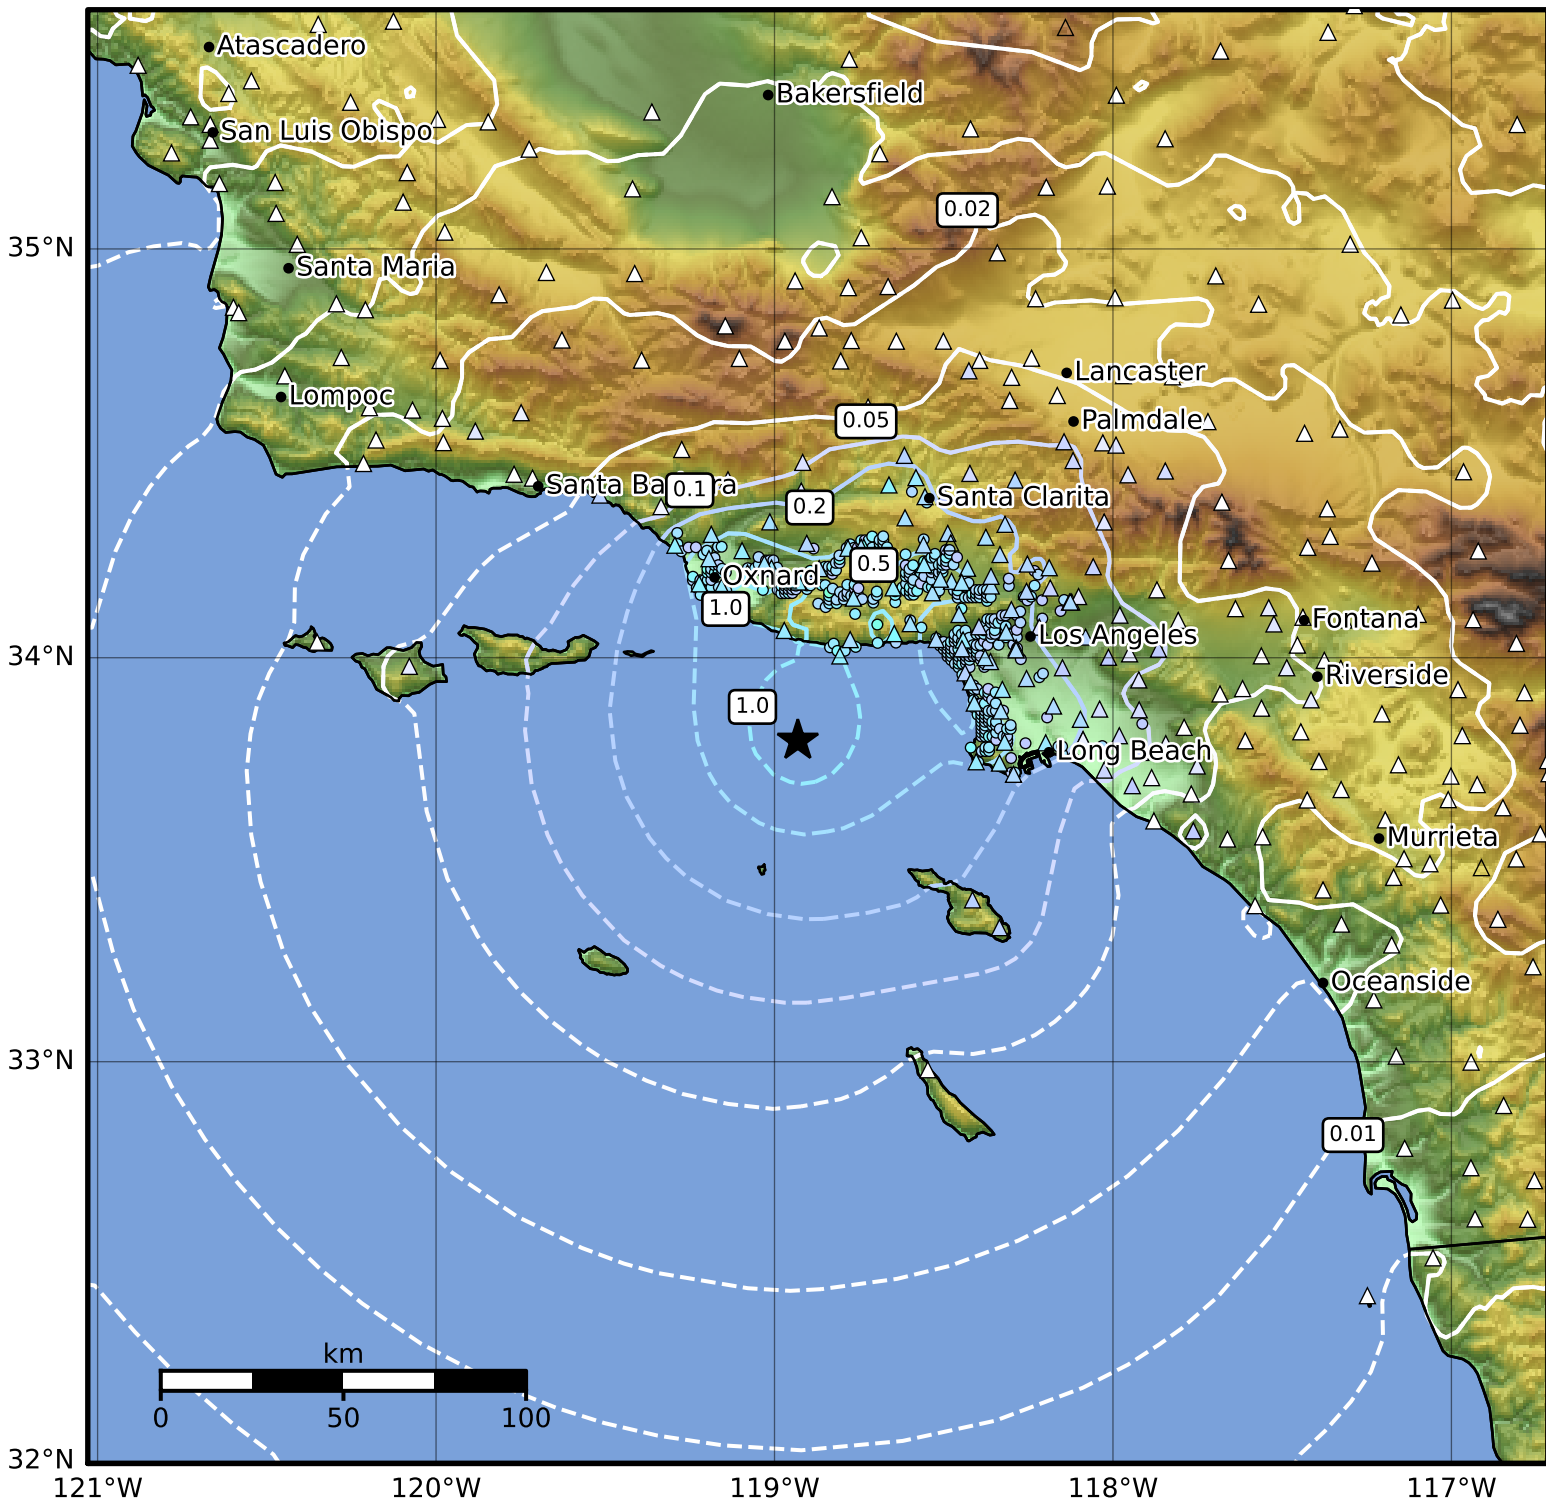 Atascadero
Bakersfield
San Luis Obispo
0.02
35°N
Santa Maria
Lancaster
Lompoc
0.05
Palmdale
Santa Barbara
0.1
0.2
Santa Clarita
0.5
Oxnard
1.0
Fontana
Los Angeles
34°N
Riverside
1.0
Long Beach
Murrieta
Oceanside
33°N
0.01
km
0 50 100
32°N
121°W 120°W 119°W 118°W 117°W